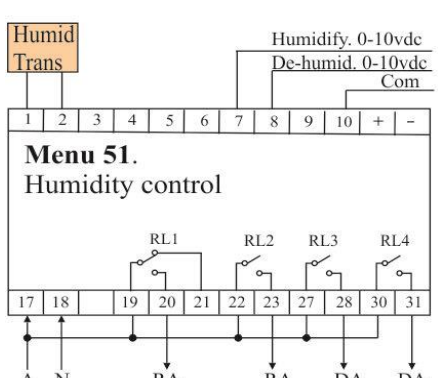 Humid
Trans
Humidify. 0-10vdc
De-humid. 0-10vdc
Com
1 2 3 4 5 6 7 8 9 10 + -
Menu 51.
Humidity control
RL1 RL2 RL3 RL4
17 18 19 20 21 22 23 27 28 30 31